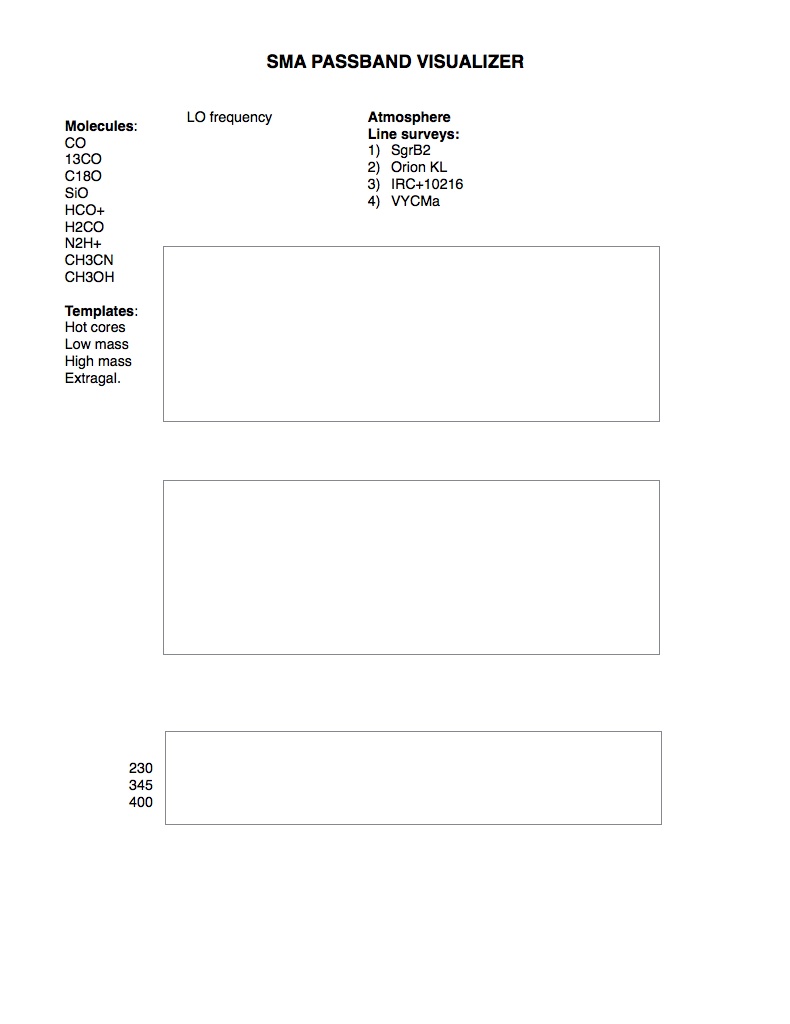 SMA PASSBAND VISUALIZER
Molecules:
CO
13CO
C18O
SiO
HCO+
H2CO
N2H+
CH3CN
CH3OH
Templates:
Hot cores
Low mass
High mass
Extragal.
LO frequency
Atmosphere
Line surveys:
1) SgrB2
2) Orion KL
3) IRC+10216
4) VYCMa
230
345
400